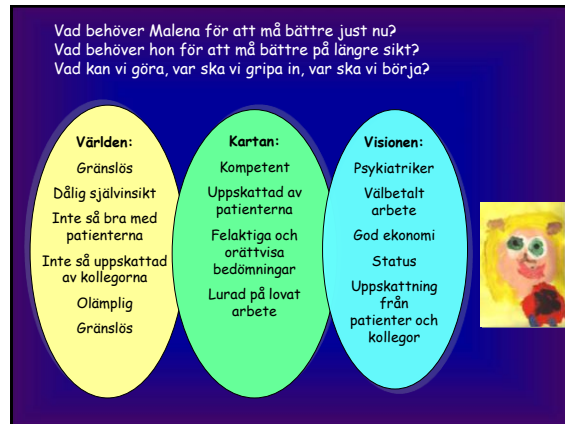 Vad behöver Malena för att må bättre just nu?
Vad behöver hon för att må bättre på längre sikt?
Vad kan vi göra, var ska vi gripa in, var ska vi börja?
Världen:
Gränslös
Dålig självinsikt
Inte så bra med
patienterna
Inte så uppskattad
av kollegorna
Olämplig
Gränslös
Kartan:
Kompetent
Uppskattad av
patienterna
Felaktiga och
orättvisa
bedömningar
Lurad på lovat
arbete
Visionen:
Psykiatriker
Välbetalt
arbete
God ekonomi
Status
Uppskattning
från
patienter och
kollegor